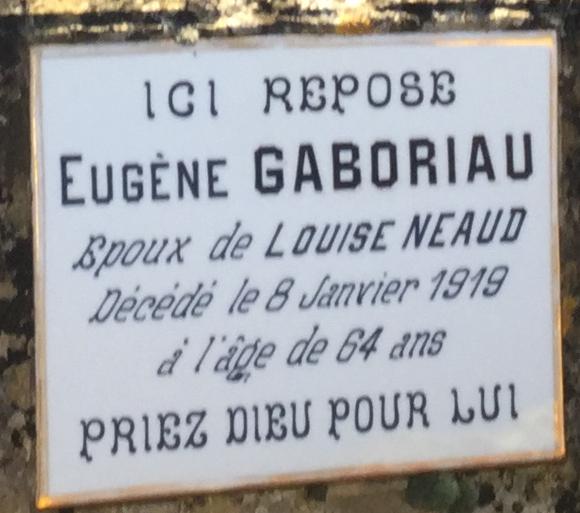 ICI REPOSE
EUGÈNE GABORIAU
Epoux de LOUISE NEAUD
Décédé le 8 Janvier 1919
à l'âge de 64 ans
PRIEZ DIEU POUR LUI